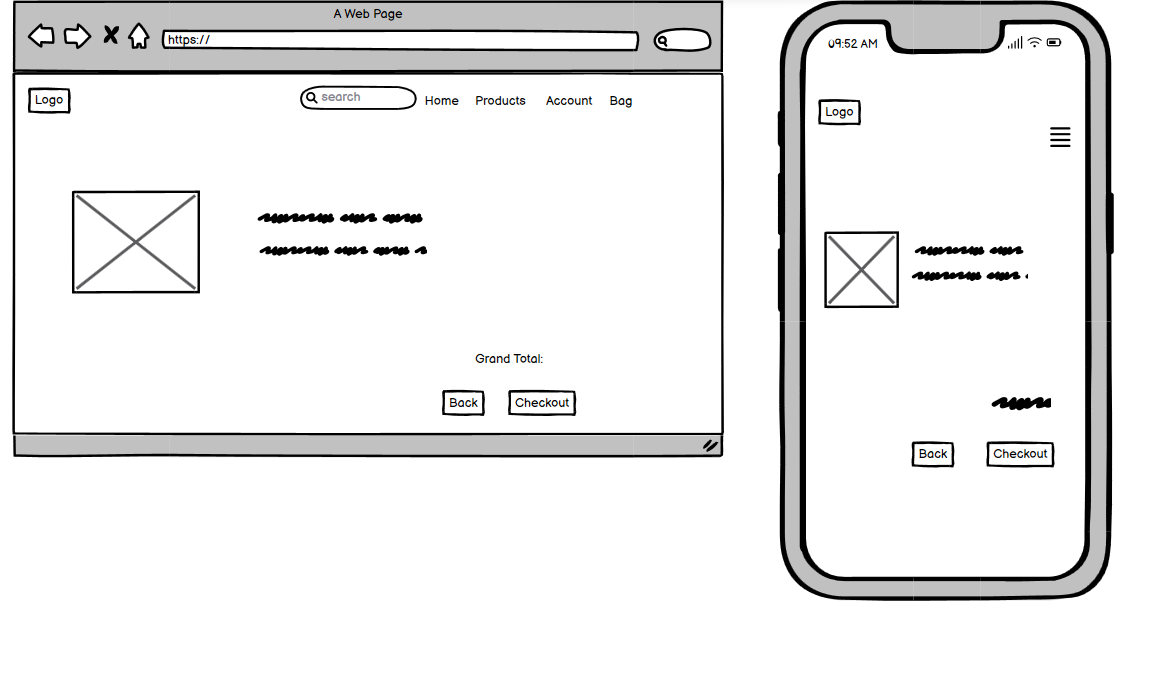 A Web Page
https://
Logo
search
Home Products Account Bag
Grand Total:
Back Checkout
09:52 AM
Logo
Back Checkout